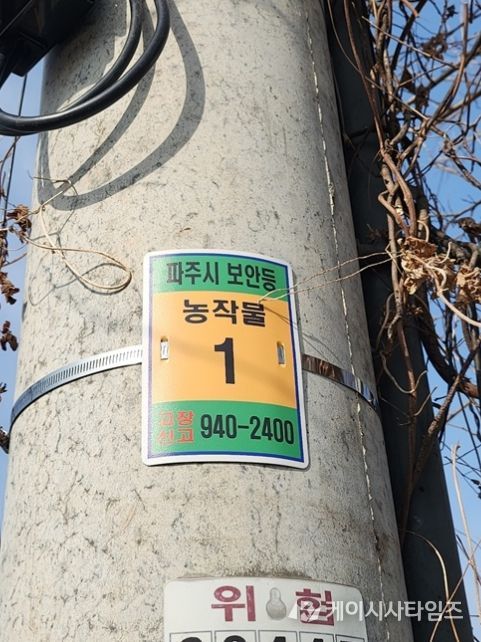 파주시 보안등
농작물
1
고장
신고 940-2400
위 험
케이시사타임즈